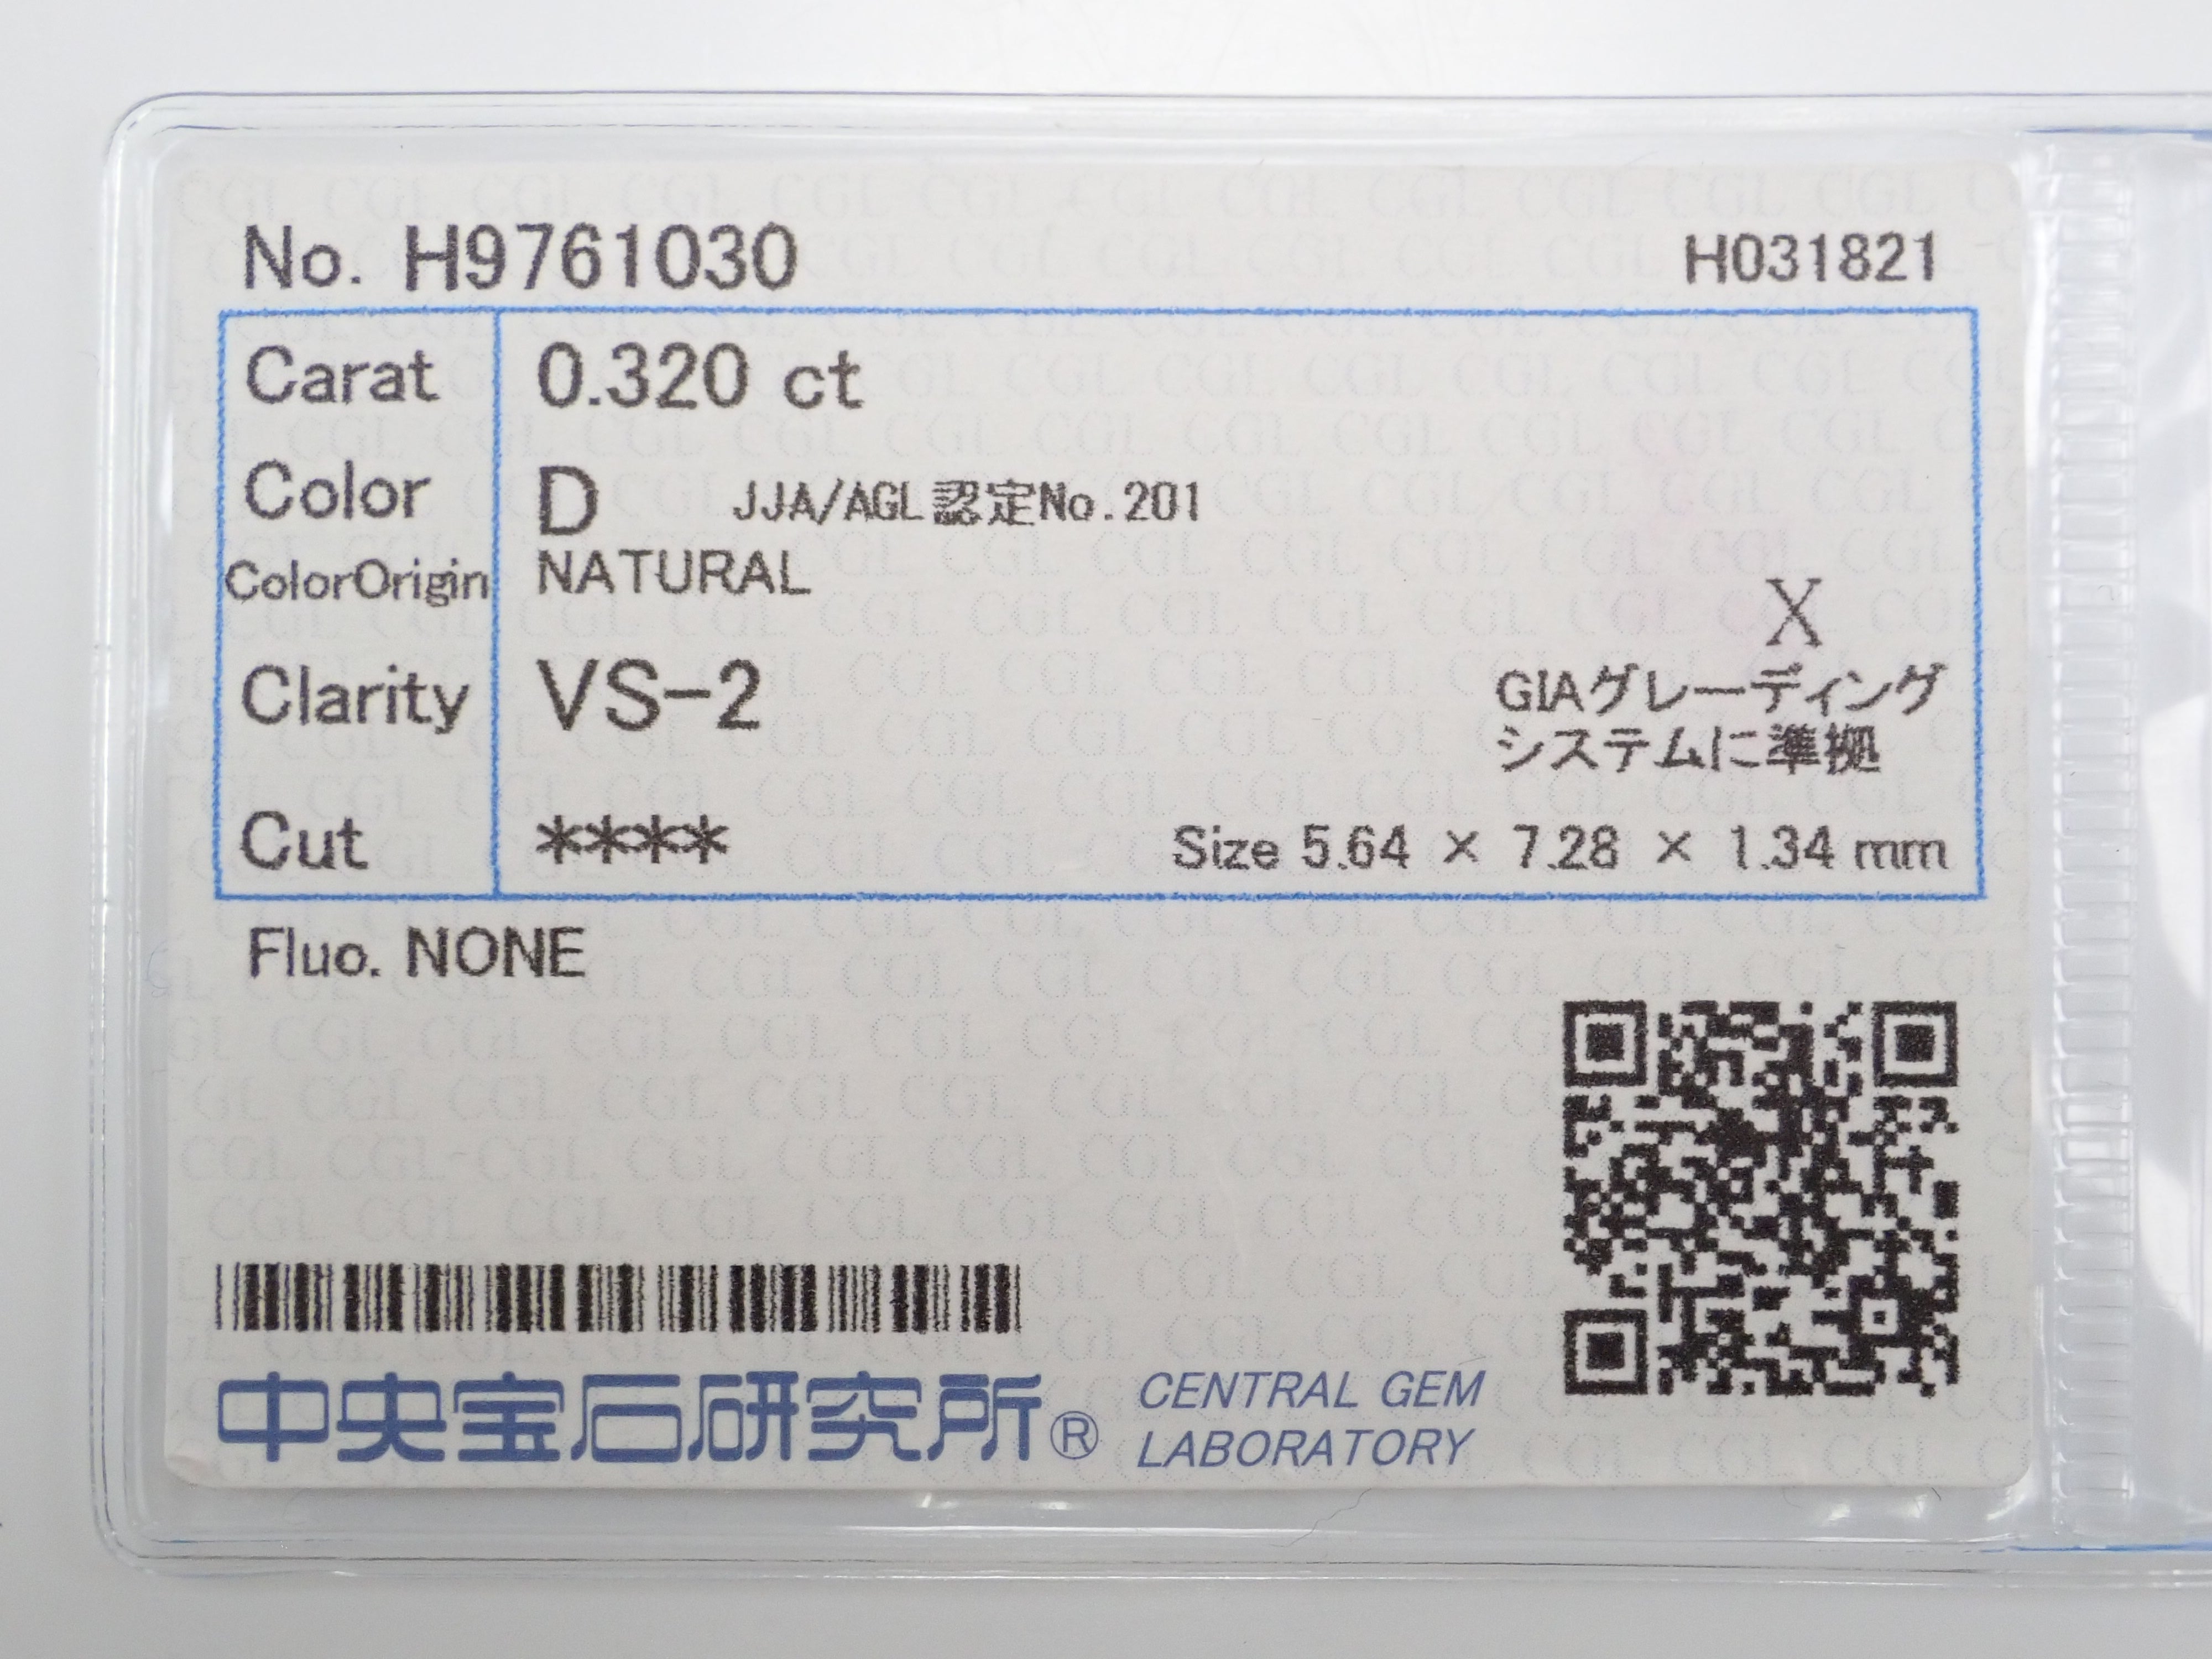 No. H9761030 H031821
Carat 0.320 ct
Color D JJA/AGL認定No.201
ColorOrigin NATURAL
X
Clarity VS-2 GIAグレーディング
システムに準拠
Cut **** Size 5.64 × 7.28 × 1.34 mm
Fluo. NONE
中央宝石研究所® CENTRAL GEM
LABORATORY